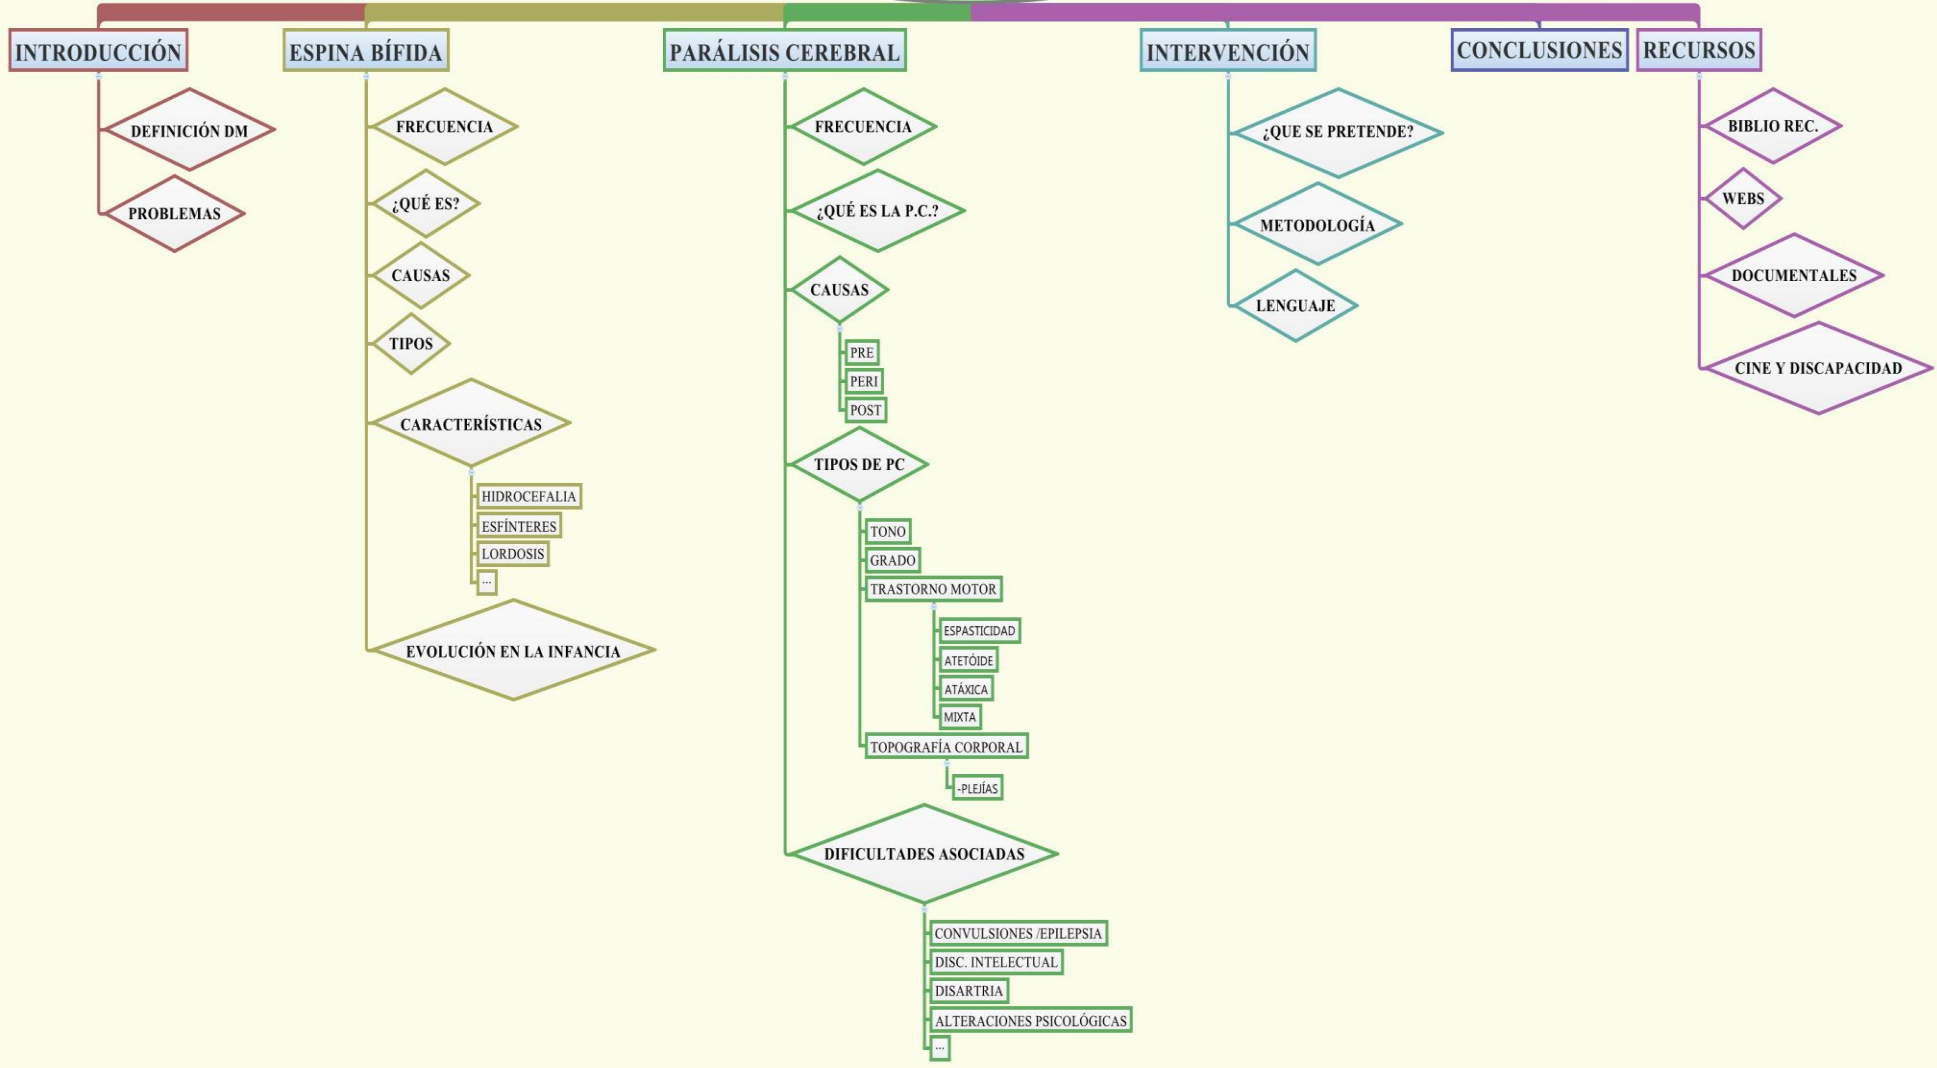 INTRODUCCIÓN
DEFINICIÓN DM
PROBLEMAS
ESPINA BÍFIDA
FRECUENCIA
¿QUÉ ES?
CAUSAS
TIPOS
CARACTERÍSTICAS
HIDROCEFALIA
ESFÍNTERES
LORDOSIS
...
EVOLUCIÓN EN LA INFANCIA
PARÁLISIS CEREBRAL
FRECUENCIA
¿QUÉ ES LA P.C.?
CAUSAS
PRE
PERI
POST
TIPOS DE PC
TONO
GRADO
TRASTORNO MOTOR
ESPASTICIDAD
ATETÓIDE
ATÁXICA
MIXTA
TOPOGRAFÍA CORPORAL
-PLEJÍAS
DIFICULTADES ASOCIADAS
CONVULSIONES /EPILEPSIA
DISC. INTELECTUAL
DISARTRIA
ALTERACIONES PSICOLÓGICAS
...
INTERVENCIÓN
¿QUE SE PRETENDE?
METODOLOGÍA
LENGUAJE
CONCLUSIONES
RECURSOS
BIBLIO REC.
WEBS
DOCUMENTALES
CINE Y DISCAPACIDAD